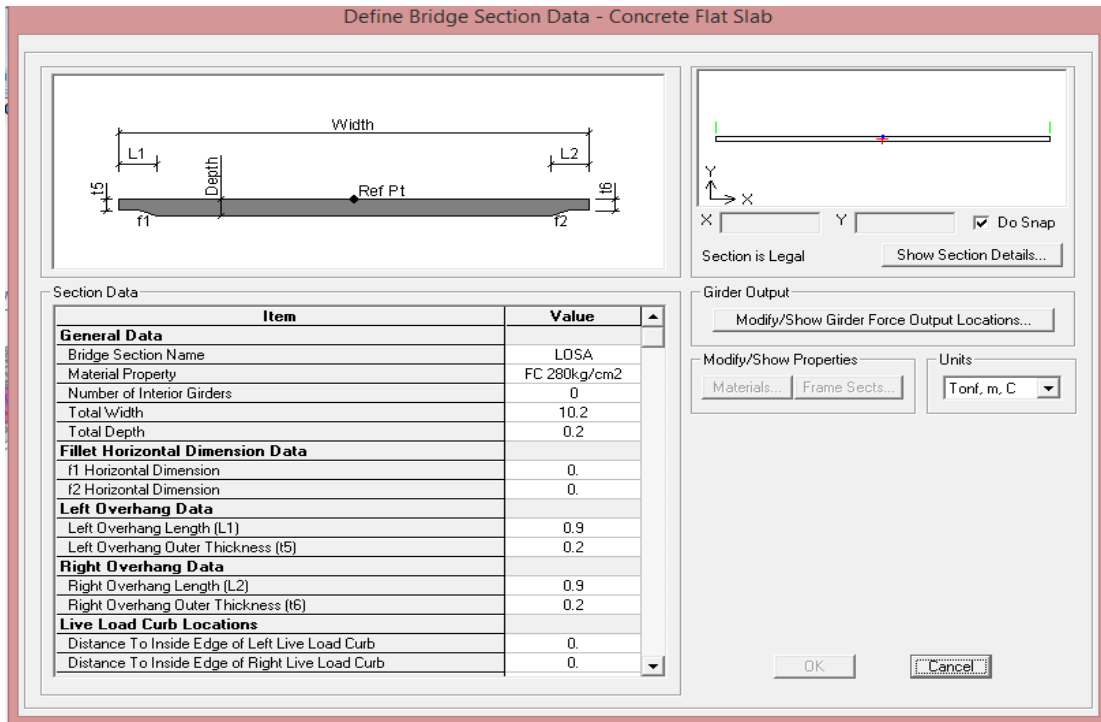 Define Bridge Section Data - Concrete Flat Slab
Width
L1
L2
Depth
t5
t6
Ref Pt
f1
f2
Y
X
X
Y
Do Snap
Section is Legal
Show Section Details...
Section Data
Item Value
General Data
Bridge Section Name LOSA
Material Property FC 280kg/cm2
Number of Interior Girders 0
Total Width 10.2
Total Depth 0.2
Fillet Horizontal Dimension Data
f1 Horizontal Dimension 0.
f2 Horizontal Dimension 0.
Left Overhang Data
Left Overhang Length (L1) 0.9
Left Overhang Outer Thickness (t5) 0.2
Right Overhang Data
Right Overhang Length (L2) 0.9
Right Overhang Outer Thickness (t6) 0.2
Live Load Curb Locations
Distance To Inside Edge of Left Live Load Curb 0.
Distance To Inside Edge of Right Live Load Curb 0.
Girder Output
Modify/Show Girder Force Output Locations...
Modify/Show Properties
Materials... Frame Sects...
Units
Tonf, m, C
OK
Cancel